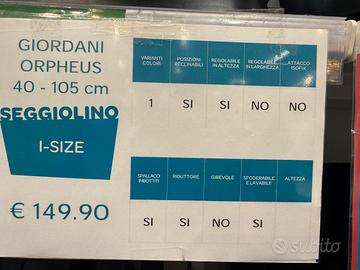 GIORDANI
ORPHEUS
40 - 105 cm
SEGGIOLINO
I-SIZE
€ 149.90
VARIANTI COLORI
POSIZIONI RECLINABILI
REGOLABILE IN ALTEZZA
REGOLABILE IN LARGHEZZA
ATTACCO ISOFIX
1
SI
SI
NO
NO
SPALLACCI IMBOTTITI
RIDUTTORE
GIREVOLE
SFODERABILE E LAVABILE
ALTEZZA
SI
SI
NO
SI
subito